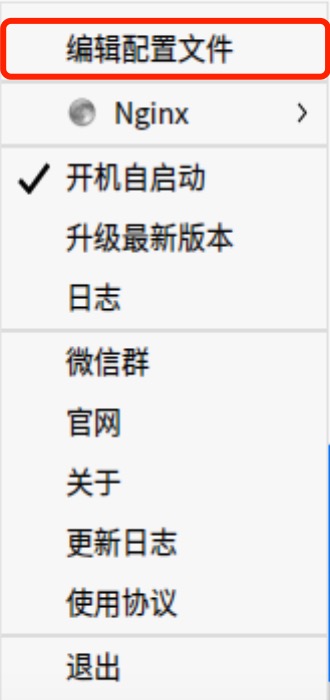 编辑配置文件
Nginx
开机自启动
升级最新版本
日志
微信群
官网
关于
更新日志
使用协议
退出